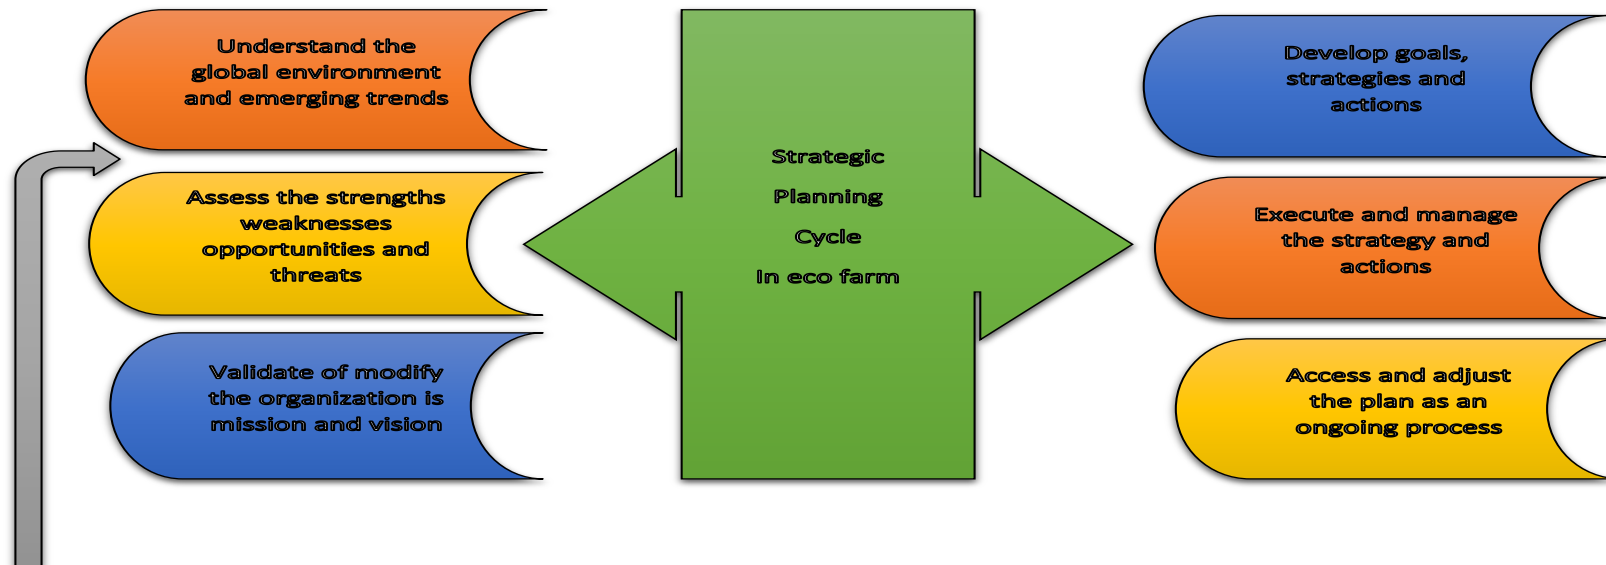 Understand the
global environment
and emerging trends
Assess the strengths
weaknesses
opportunities and
threats
Validate of modify
the organization is
mission and vision
Strategic
Planning
Cycle
In eco farm
Develop goals,
strategies and
actions
Execute and manage
the strategy and
actions
Access and adjust
the plan as an
ongoing process